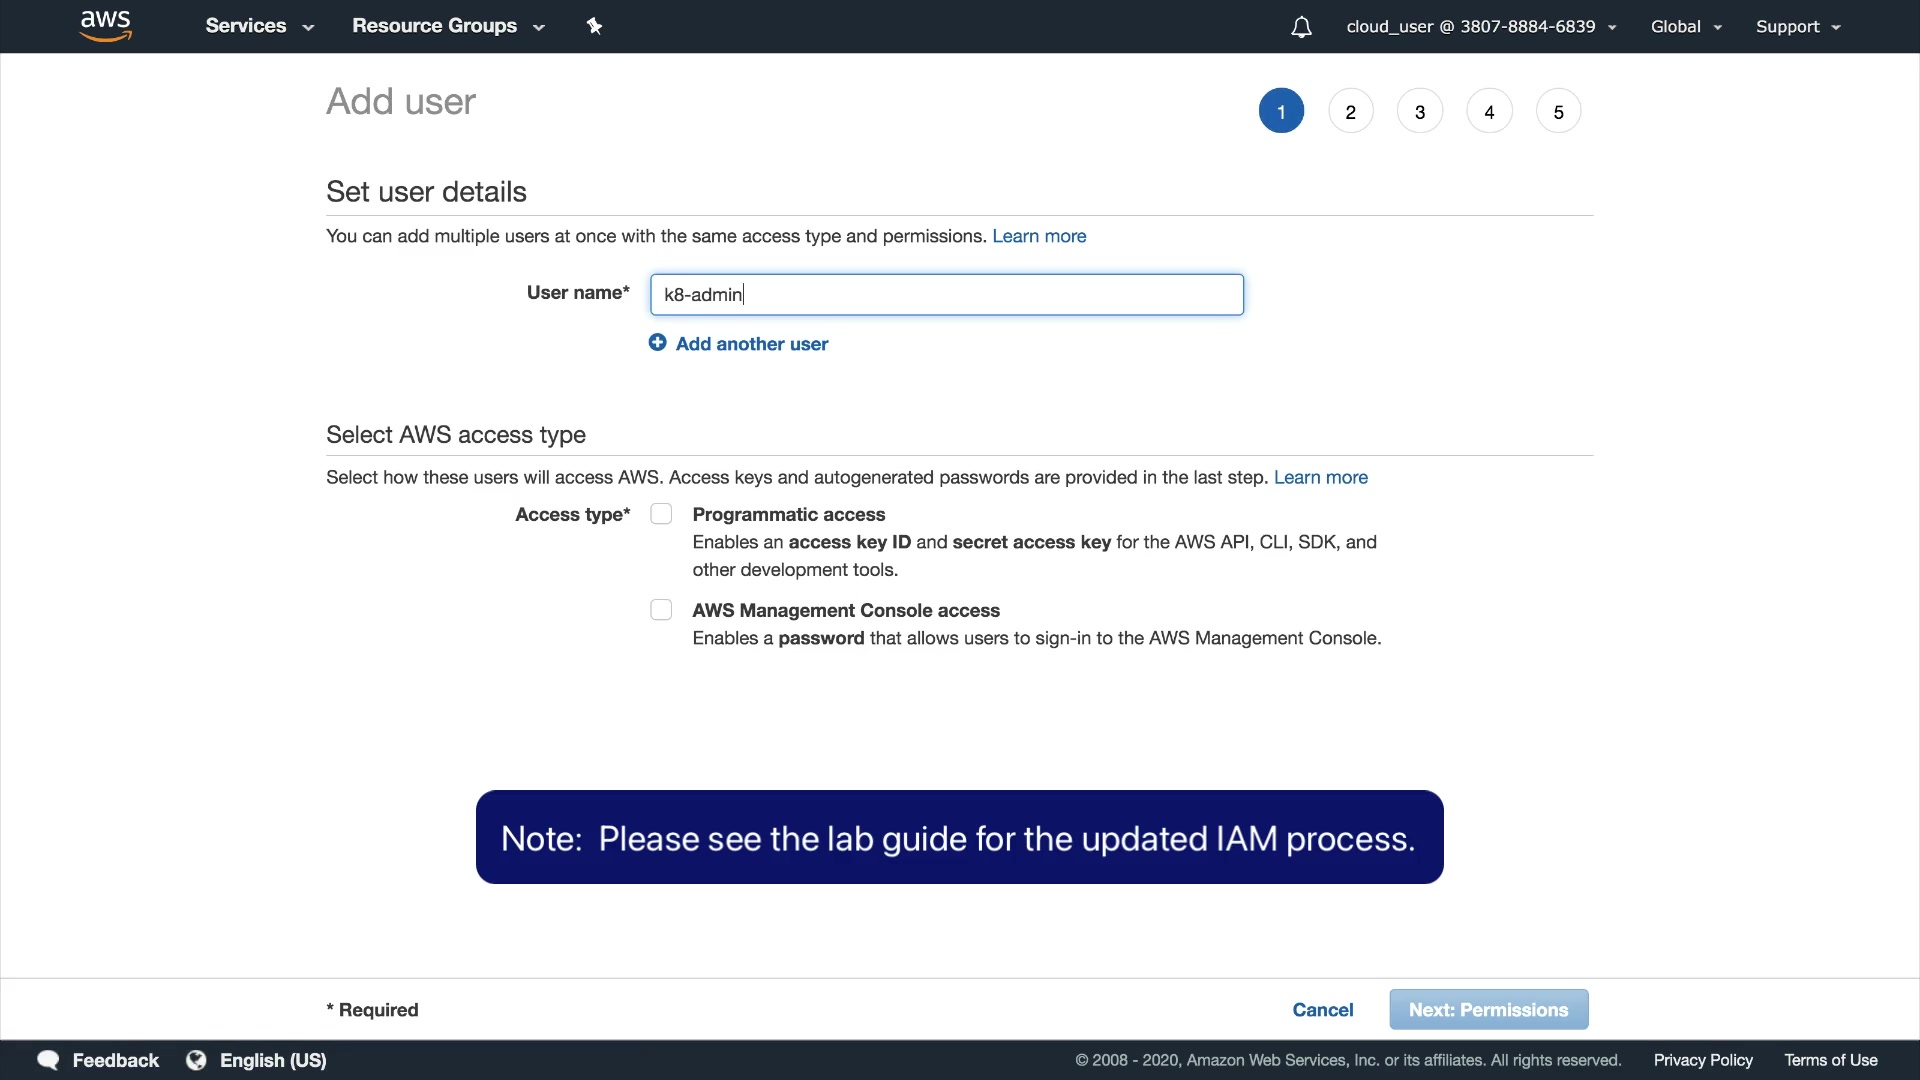 aws
Services
Resource Groups
cloud_user @ 3807-8884-6839
Global
Support
Add user
1
2
3
4
5
Set user details
You can add multiple users at once with the same access type and permissions. Learn more
User name*
k8-admin
Add another user
Select AWS access type
Select how these users will access AWS. Access keys and autogenerated passwords are provided in the last step. Learn more
Access type*
Programmatic access
Enables an access key ID and secret access key for the AWS API, CLI, SDK, and
other development tools.
AWS Management Console access
Enables a password that allows users to sign-in to the AWS Management Console.
Note: Please see the lab guide for the updated IAM process.
* Required
Cancel
Next: Permissions
Feedback
English (US)
© 2008 - 2020, Amazon Web Services, Inc. or its affiliates. All rights reserved.
Privacy Policy
Terms of Use